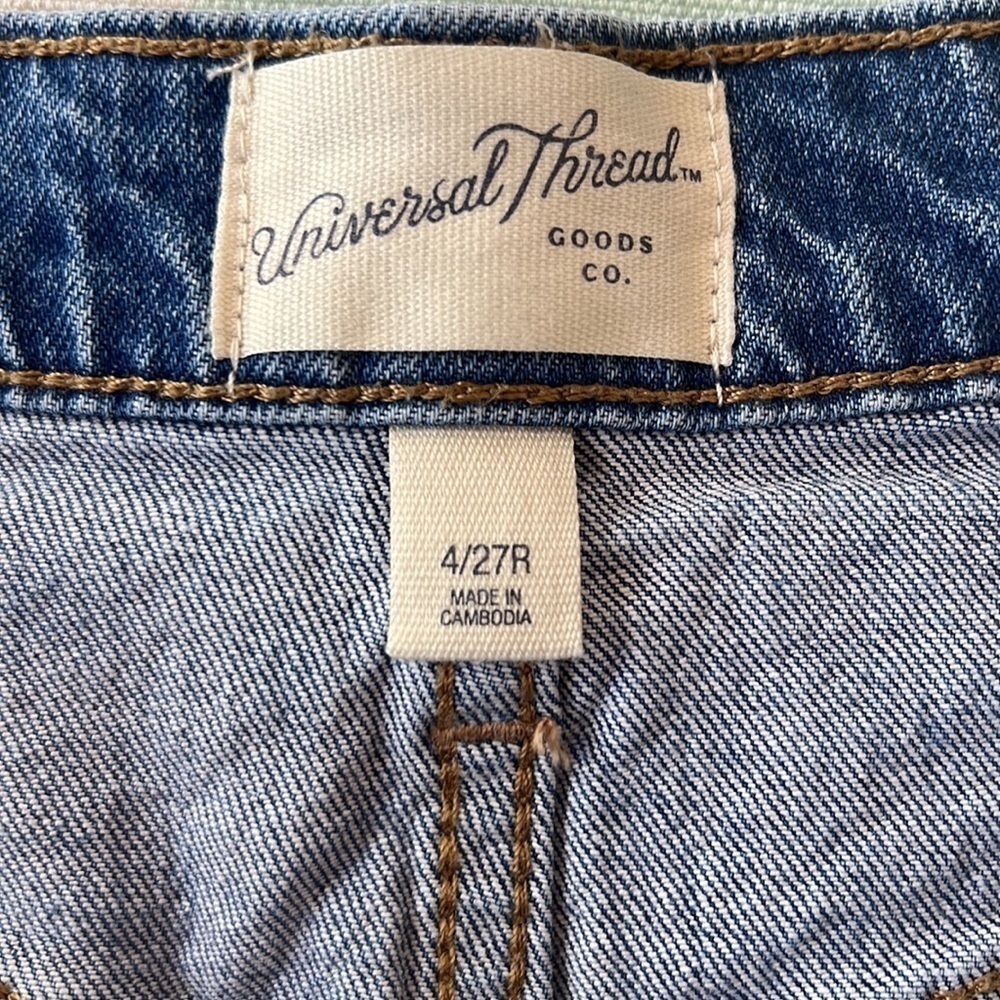 Universal Thread™
GOODS
CO.
4/27R
MADE IN
CAMBODIA